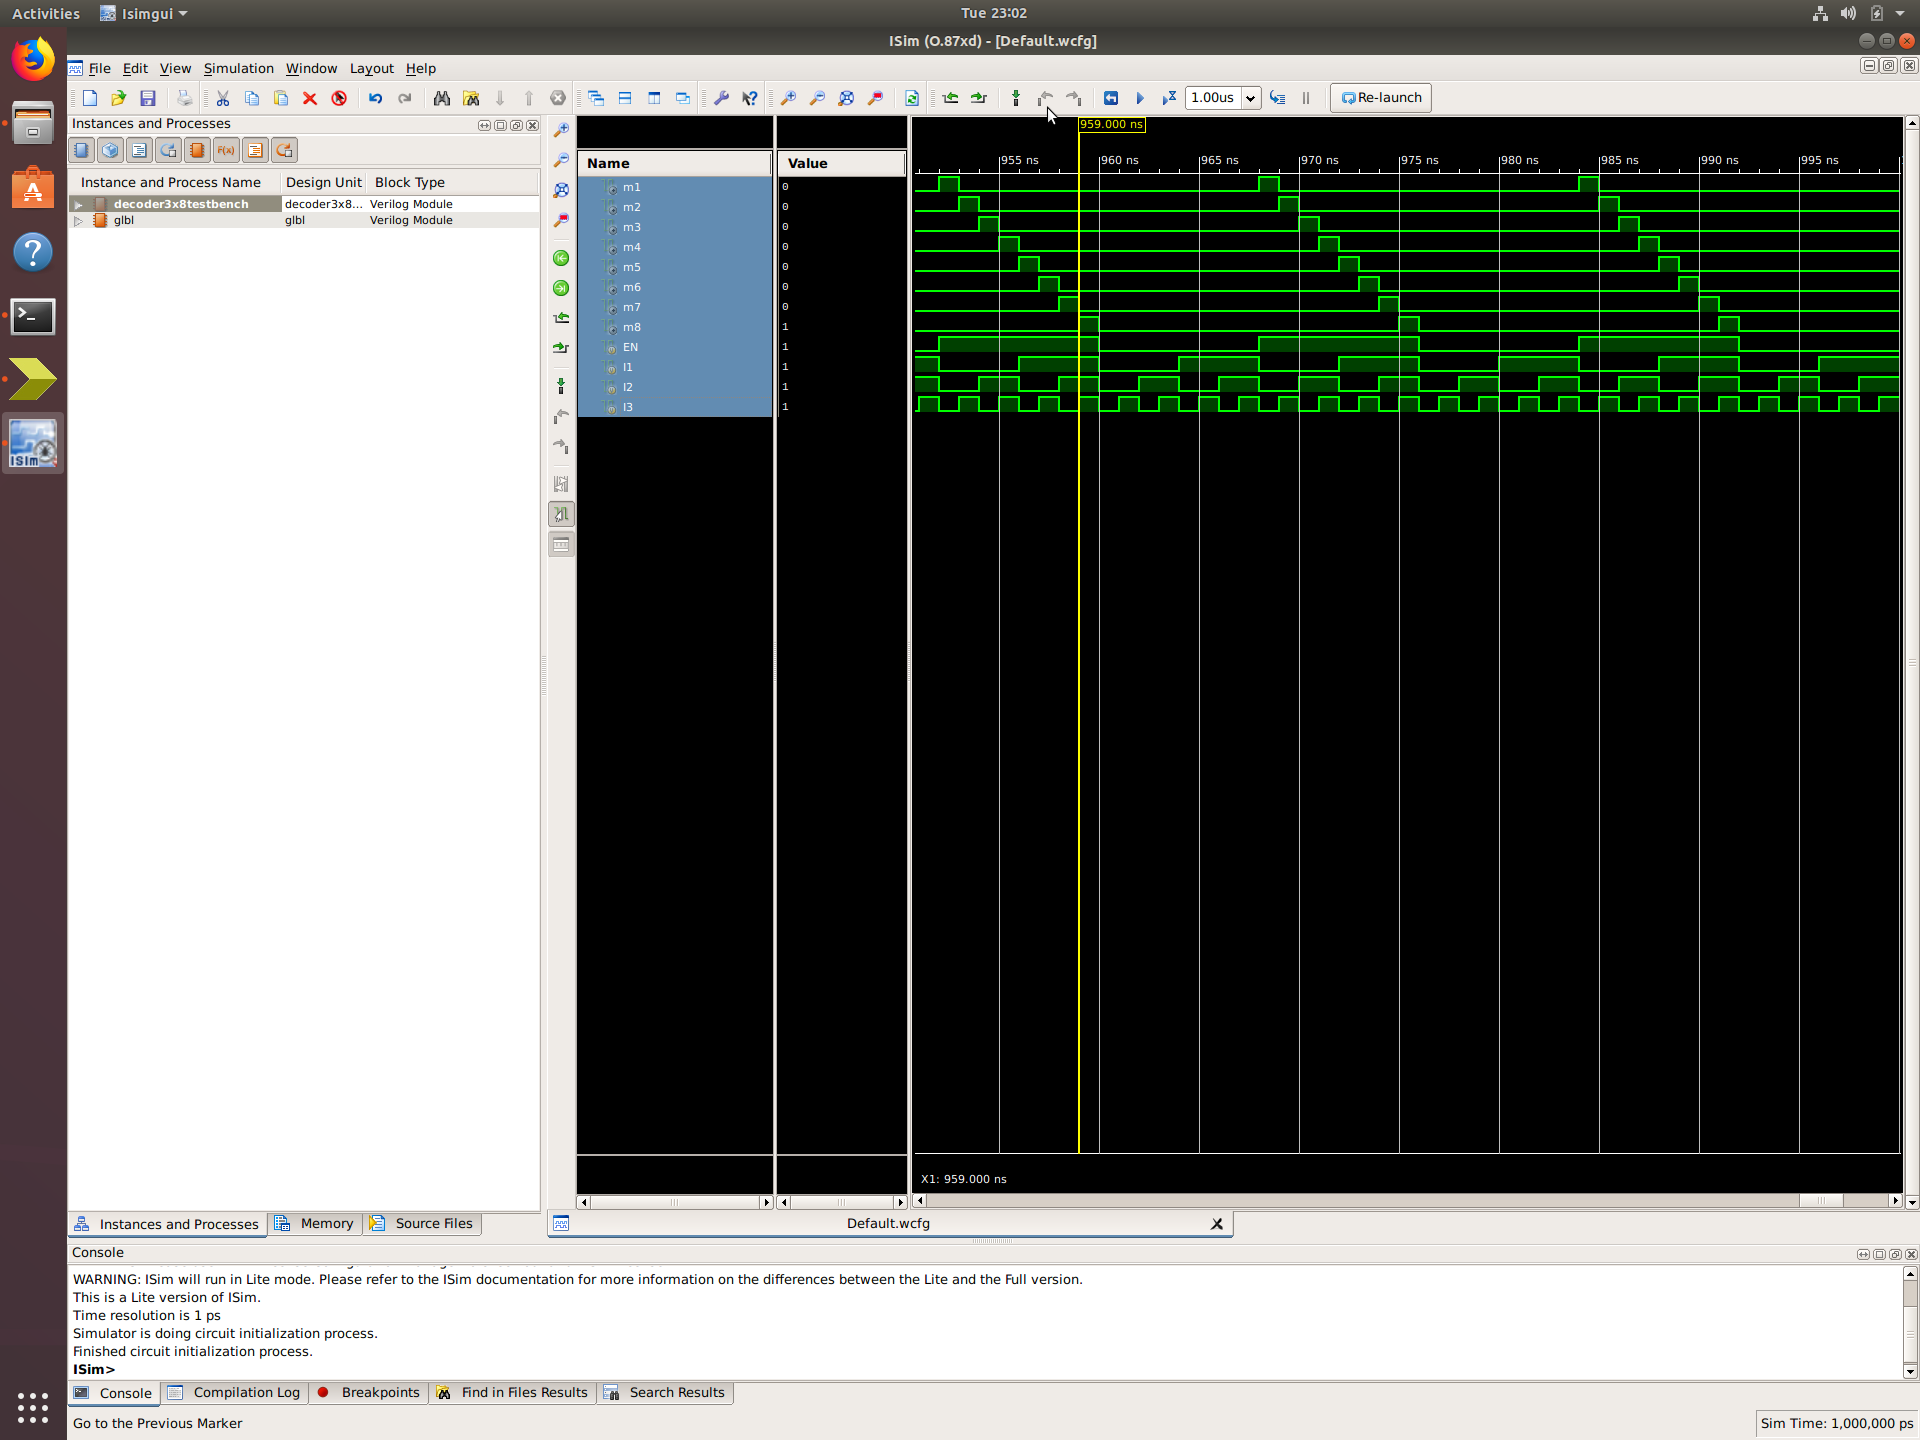 Activities
Isimgui
Tue 23:02
ISim (O.87xd) - [Default.wcfg]
File Edit View Simulation Window Layout Help
1.00us
Re-launch
Instances and Processes
F(x)
Instance and Process Name Design Unit Block Type
decoder3x8testbench decoder3x8... Verilog Module
glbl glbl Verilog Module
Name Value
m1 0
m2 0
m3 0
m4 0
m5 0
m6 0
m7 0
m8 1
EN 1
I1 1
I2 1
I3 1
959.000 ns
955 ns 960 ns 965 ns 970 ns 975 ns 980 ns 985 ns 990 ns 995 ns
X1: 959.000 ns
ISim
Instances and Processes Memory Source Files
Default.wcfg
Console
WARNING: ISim will run in Lite mode. Please refer to the ISim documentation for more information on the differences between the Lite and the Full version.
This is a Lite version of ISim.
Time resolution is 1 ps
Simulator is doing circuit initialization process.
Finished circuit initialization process.
ISim>
Console Compilation Log Breakpoints Find in Files Results Search Results
Go to the Previous Marker
Sim Time: 1,000,000 ps